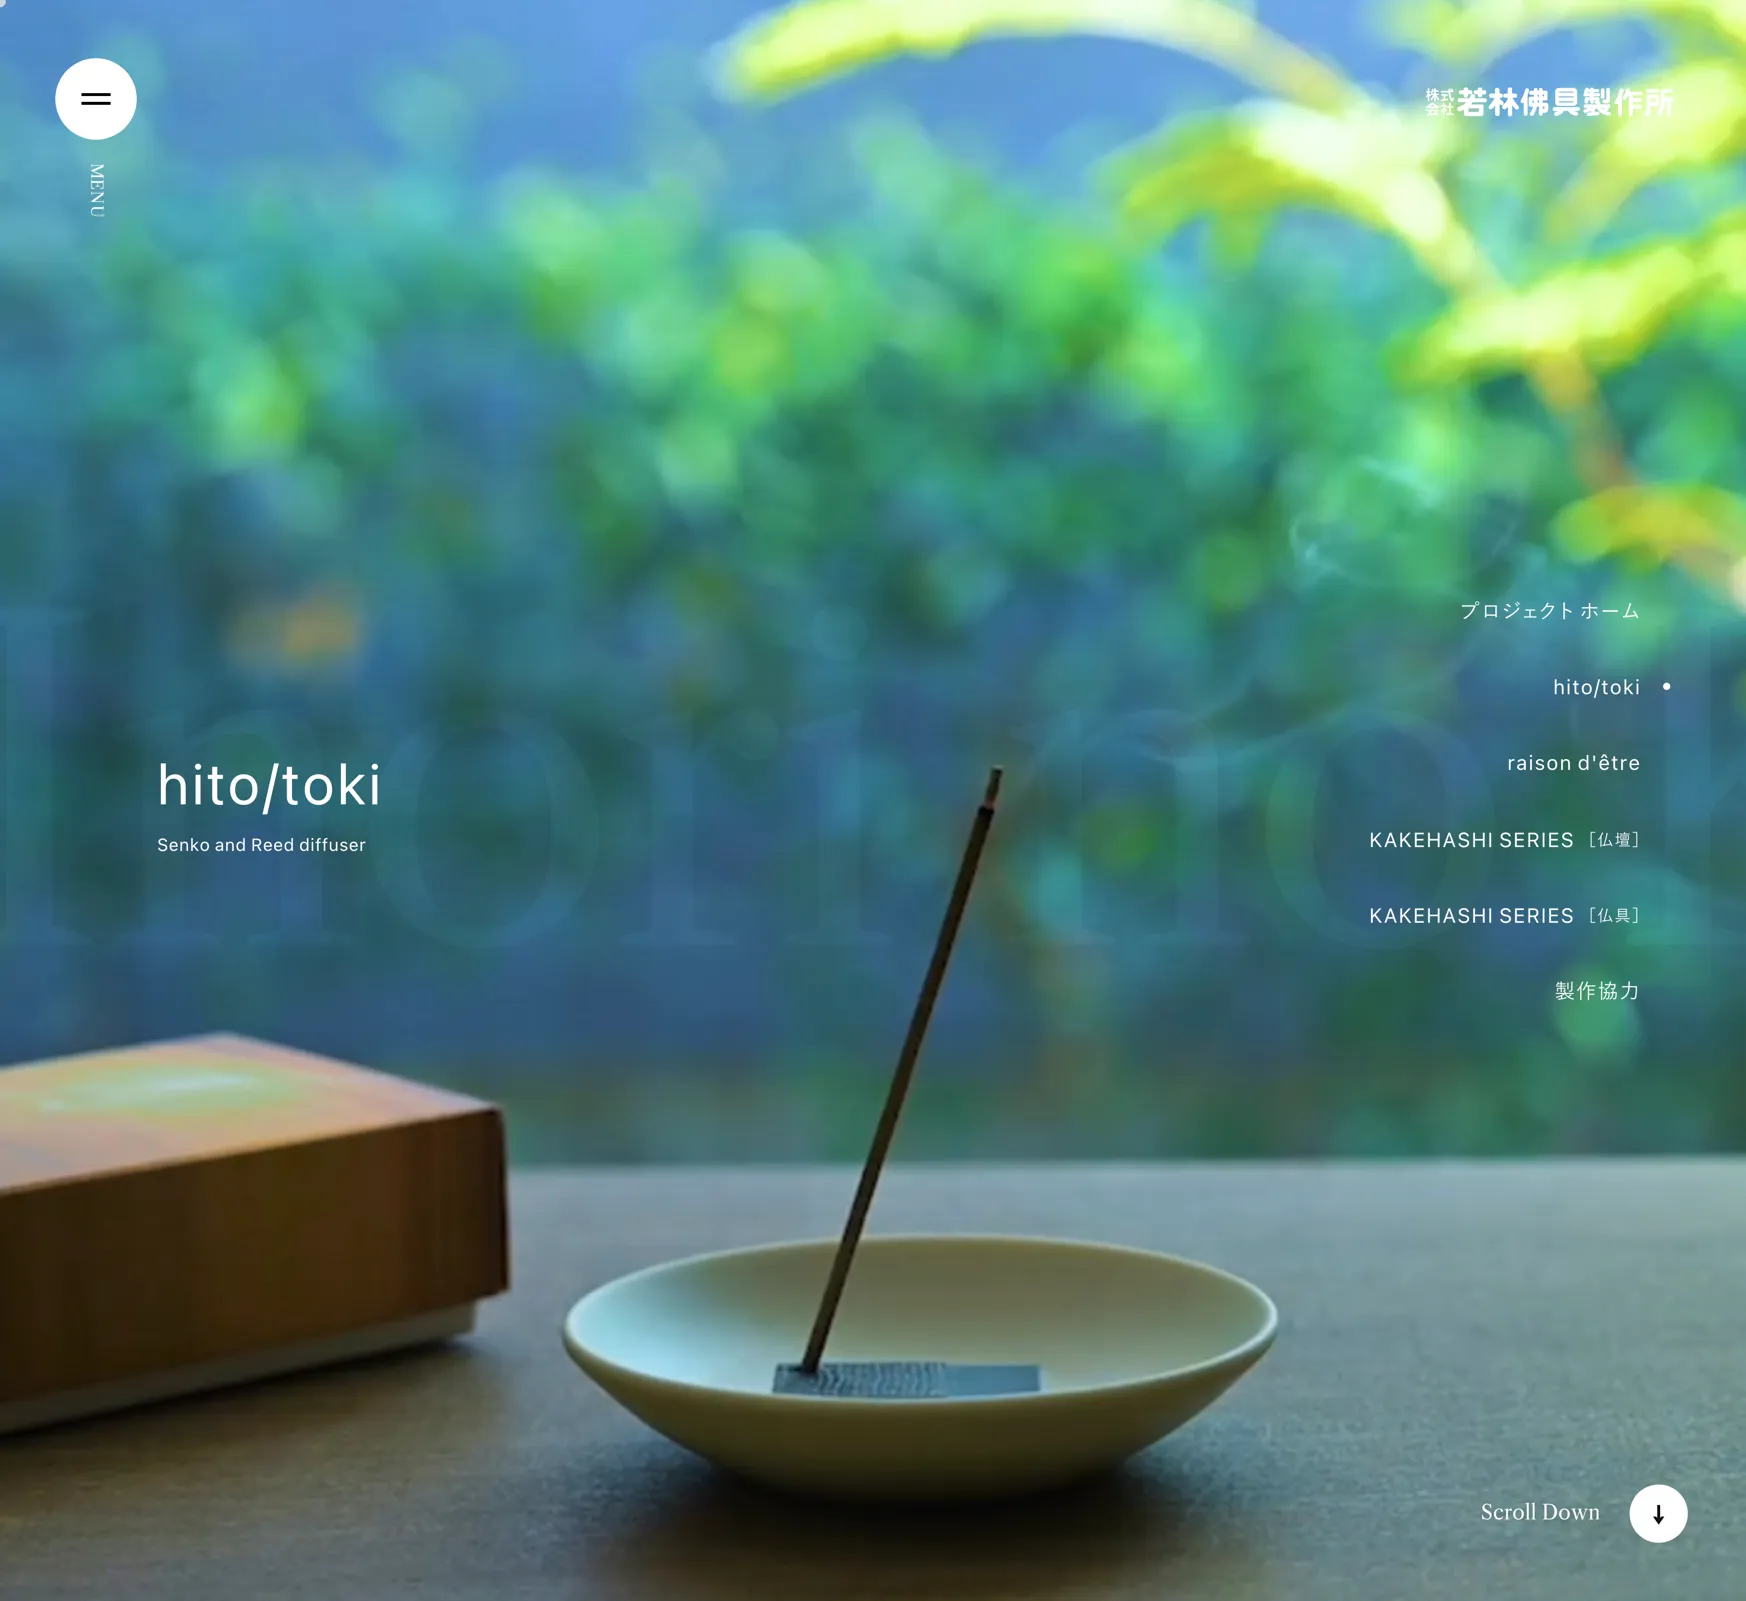 MENU
株式会社 若林佛具製作所
プロジェクト ホーム
hito/toki
raison d'être
KAKEHASHI SERIES ［仏壇］
KAKEHASHI SERIES ［仏具］
製作協力
hito/toki
Senko and Reed diffuser
Scroll Down